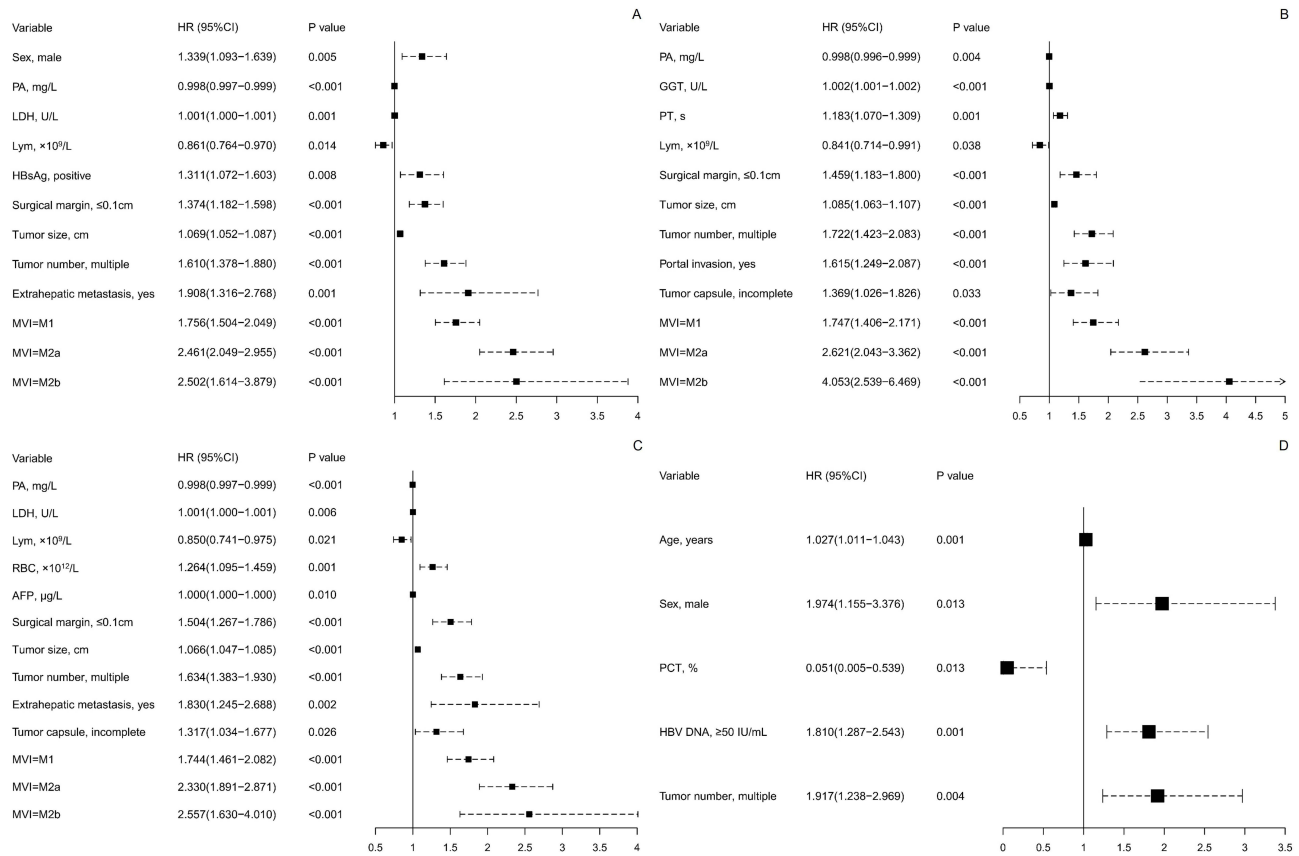 A
Variable HR (95%CI) P value
Sex, male 1.339(1.093−1.639) 0.005
PA, mg/L 0.998(0.997−0.999) <0.001
LDH, U/L 1.001(1.000−1.001) 0.001
Lym, ×10⁹/L 0.861(0.764−0.970) 0.014
HBsAg, positive 1.311(1.072−1.603) 0.008
Surgical margin, ≤0.1cm 1.374(1.182−1.598) <0.001
Tumor size, cm 1.069(1.052−1.087) <0.001
Tumor number, multiple 1.610(1.378−1.880) <0.001
Extrahepatic metastasis, yes 1.908(1.316−2.768) 0.001
MVI=M1 1.756(1.504−2.049) <0.001
MVI=M2a 2.461(2.049−2.955) <0.001
MVI=M2b 2.502(1.614−3.879) <0.001
1 1.5 2 2.5 3 3.5 4
B
Variable HR (95%CI) P value
PA, mg/L 0.998(0.996−0.999) 0.004
GGT, U/L 1.002(1.001−1.002) <0.001
PT, s 1.183(1.070−1.309) 0.001
Lym, ×10⁹/L 0.841(0.714−0.991) 0.038
Surgical margin, ≤0.1cm 1.459(1.183−1.800) <0.001
Tumor size, cm 1.085(1.063−1.107) <0.001
Tumor number, multiple 1.722(1.423−2.083) <0.001
Portal invasion, yes 1.615(1.249−2.087) <0.001
Tumor capsule, incomplete 1.369(1.026−1.826) 0.033
MVI=M1 1.747(1.406−2.171) <0.001
MVI=M2a 2.621(2.043−3.362) <0.001
MVI=M2b 4.053(2.539−6.469) <0.001
0.5 1 1.5 2 2.5 3 3.5 4 4.5 5
C
Variable HR (95%CI) P value
PA, mg/L 0.998(0.997−0.999) <0.001
LDH, U/L 1.001(1.000−1.001) 0.006
Lym, ×10⁹/L 0.850(0.741−0.975) 0.021
RBC, ×10¹²/L 1.264(1.095−1.459) 0.001
AFP, μg/L 1.000(1.000−1.000) 0.010
Surgical margin, ≤0.1cm 1.504(1.267−1.786) <0.001
Tumor size, cm 1.066(1.047−1.085) <0.001
Tumor number, multiple 1.634(1.383−1.930) <0.001
Extrahepatic metastasis, yes 1.830(1.245−2.688) 0.002
Tumor capsule, incomplete 1.317(1.034−1.677) 0.026
MVI=M1 1.744(1.461−2.082) <0.001
MVI=M2a 2.330(1.891−2.871) <0.001
MVI=M2b 2.557(1.630−4.010) <0.001
0.5 1 1.5 2 2.5 3 3.5 4
D
Variable HR (95%CI) P value
Age, years 1.027(1.011−1.043) 0.001
Sex, male 1.974(1.155−3.376) 0.013
PCT, % 0.051(0.005−0.539) 0.013
HBV DNA, ≥50 IU/mL 1.810(1.287−2.543) 0.001
Tumor number, multiple 1.917(1.238−2.969) 0.004
0 0.5 1 1.5 2 2.5 3 3.5